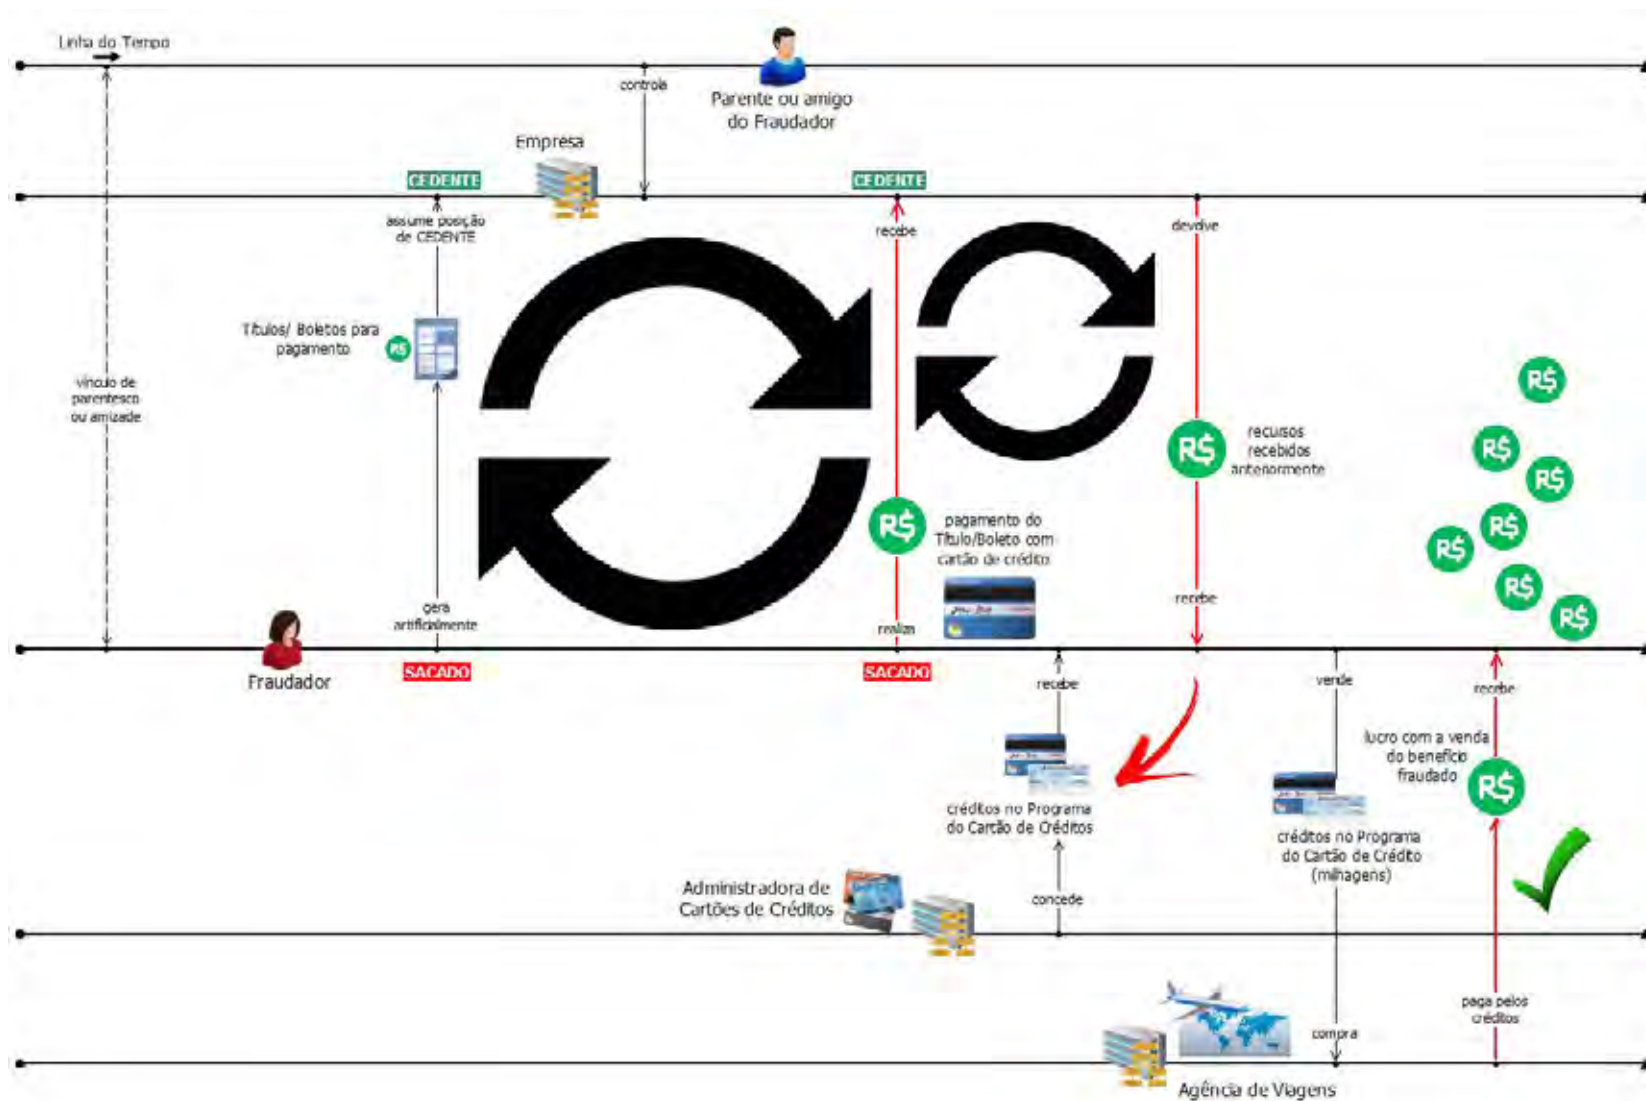 Linha do Tempo
Parente ou amigo
do Fraudador
controla
Empresa
CEDENTE
CEDENTE
assume posição
de CEDENTE
recebe
devolve
Títulos/ Boletos para
pagamento
R$
vínculo de
parentesco
ou amizade
R$
recursos
recebidos
anteriormente
R$
pagamento do
Título/Boleto com
cartão de crédito
R$
R$
R$
R$
R$
R$
R$
gera
artificialmente
realiza
recebe
Fraudador
SACADO
SACADO
recebe
vende
recebe
lucro com a venda
do benefício
fraudado
R$
créditos no Programa
do Cartão de Créditos
créditos no Programa
do Cartão de Crédito
(milhagens)
Administradora de
Cartões de Créditos
concede
paga pelos
créditos
compra
Agência de Viagens